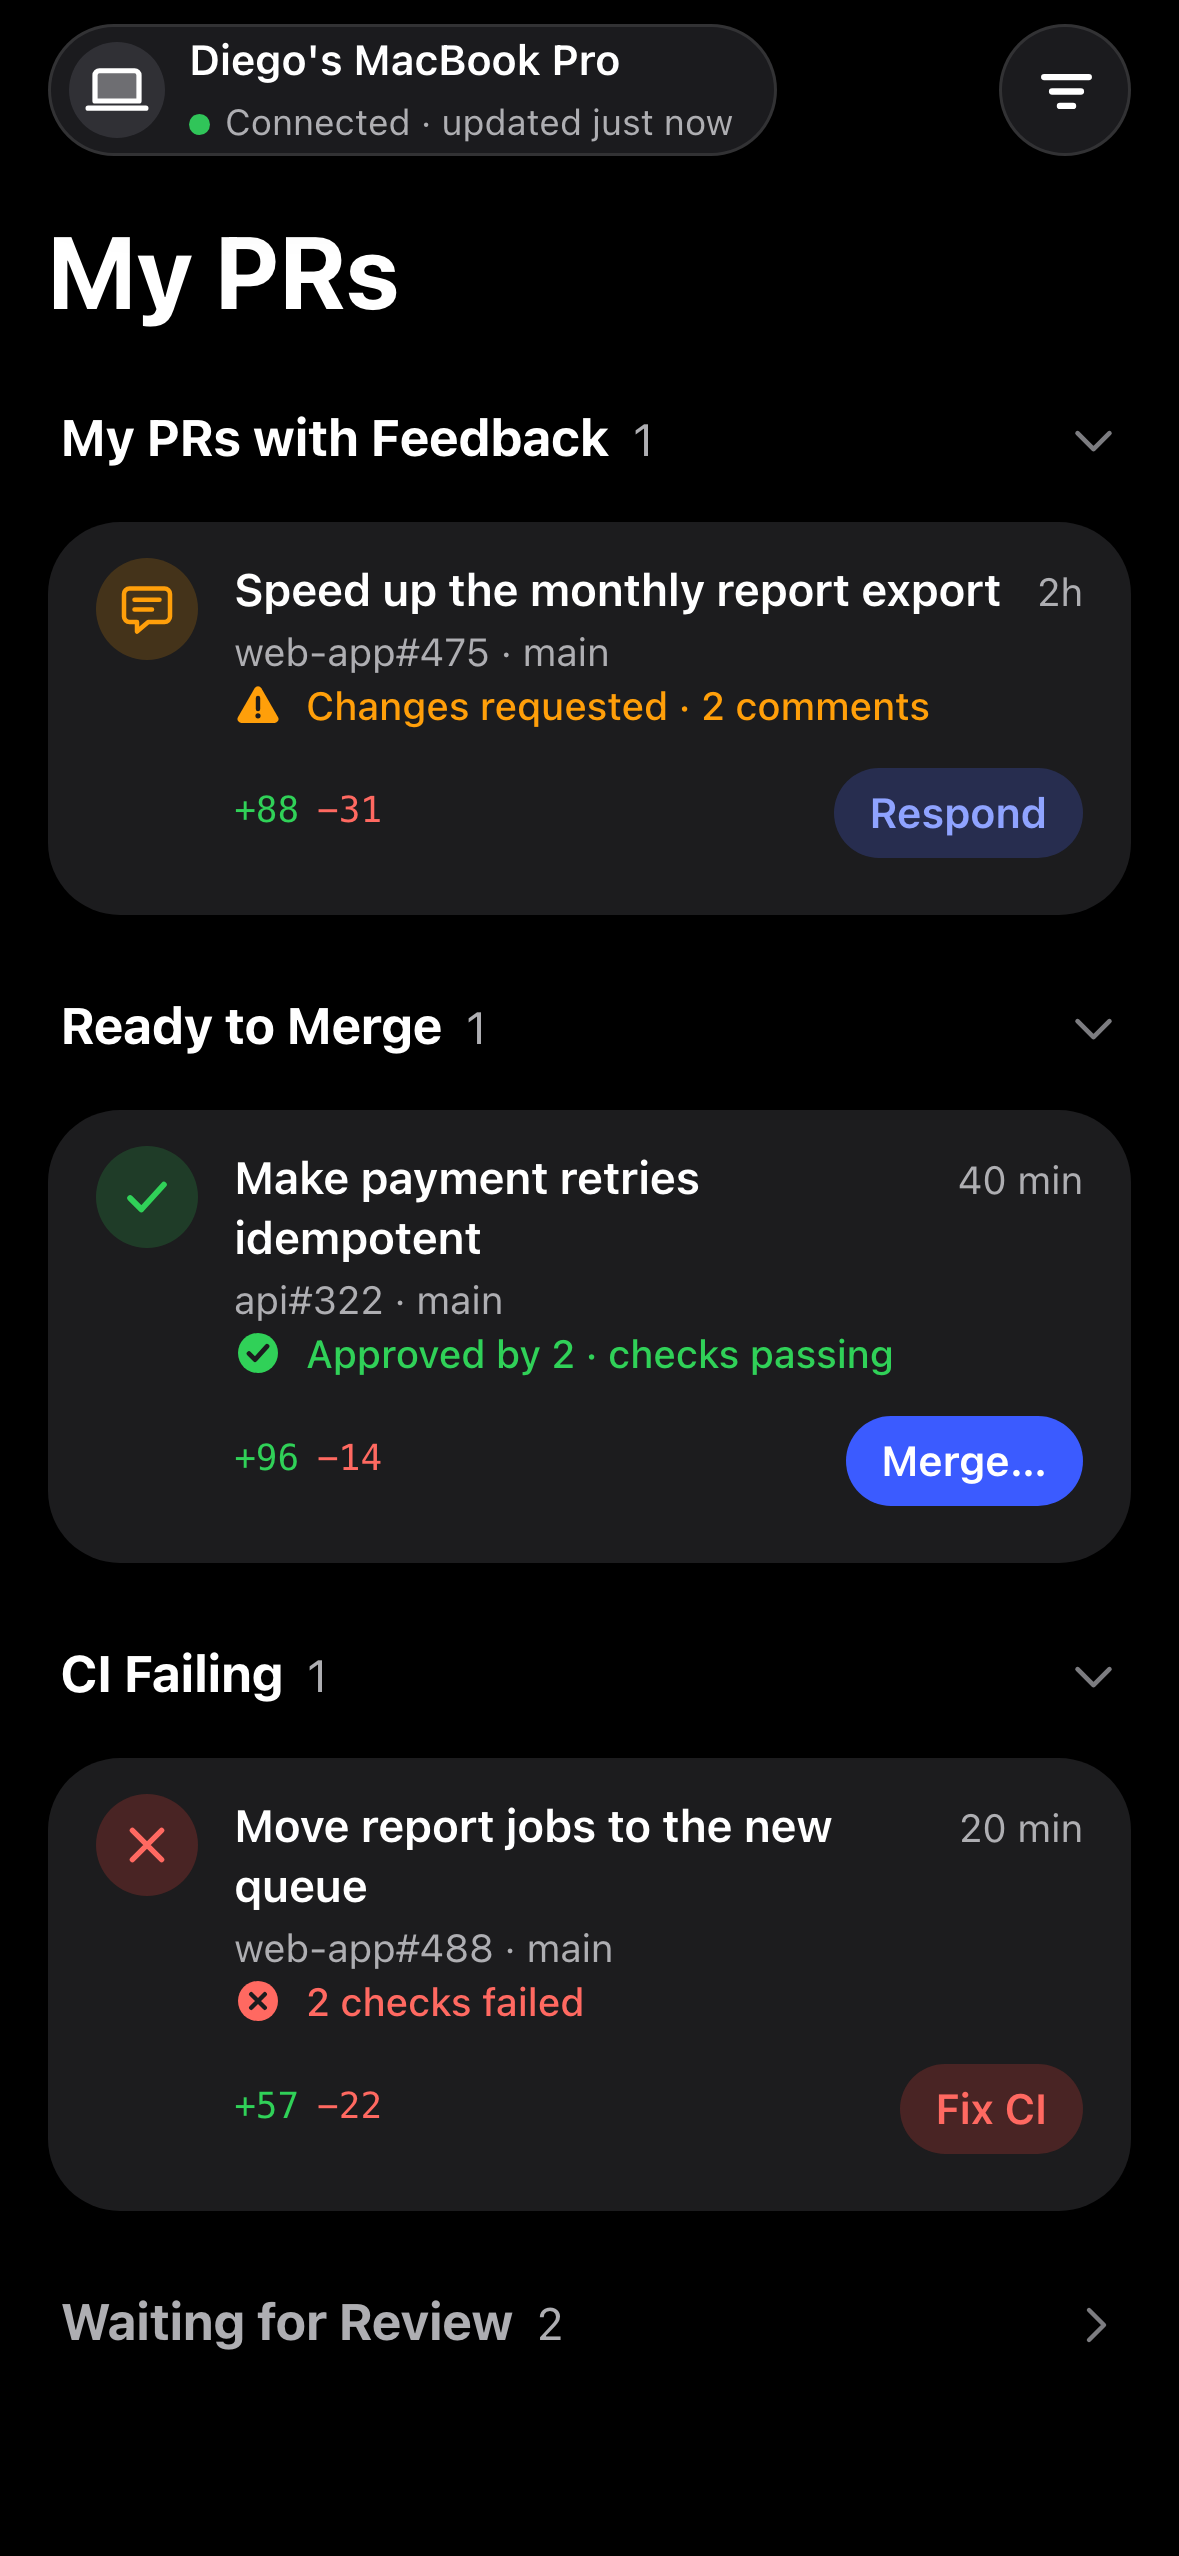 Diego's MacBook Pro
Connected · updated just now
My PRs
My PRs with Feedback 1
Speed up the monthly report export 2h
web-app#475 · main
Changes requested · 2 comments
+88 −31
Respond
Ready to Merge 1
Make payment retries 40 min
idempotent
api#322 · main
Approved by 2 · checks passing
+96 −14
Merge...
CI Failing 1
Move report jobs to the new 20 min
queue
web-app#488 · main
2 checks failed
+57 −22
Fix CI
Waiting for Review 2